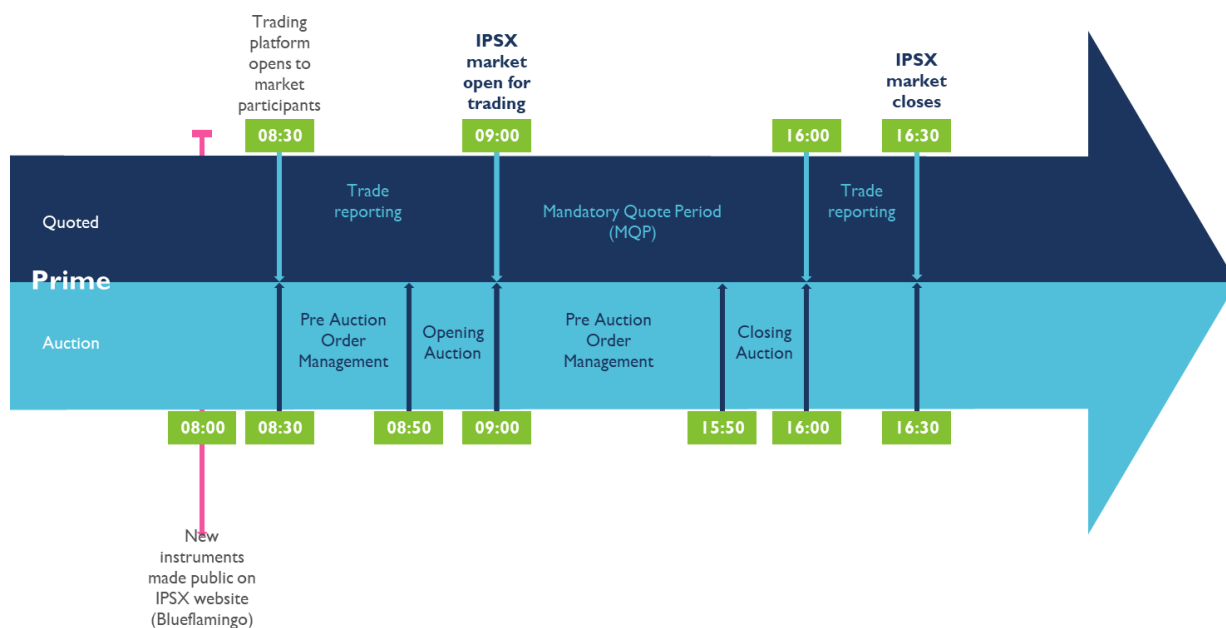 Trading
platform
opens to
market
participants
IPSX
market
open for
trading
IPSX
market
closes
08:30
09:00
16:00
16:30
Trade
reporting
Mandatory Quote Period
(MQP)
Trade
reporting
Quoted
Prime
Auction
Pre Auction
Order
Management
Opening
Auction
Pre Auction
Order
Management
Closing
Auction
08:00
08:30
08:50
09:00
15:50
16:00
16:30
New
instruments
made public on
IPSX website
(Blueflamingo)